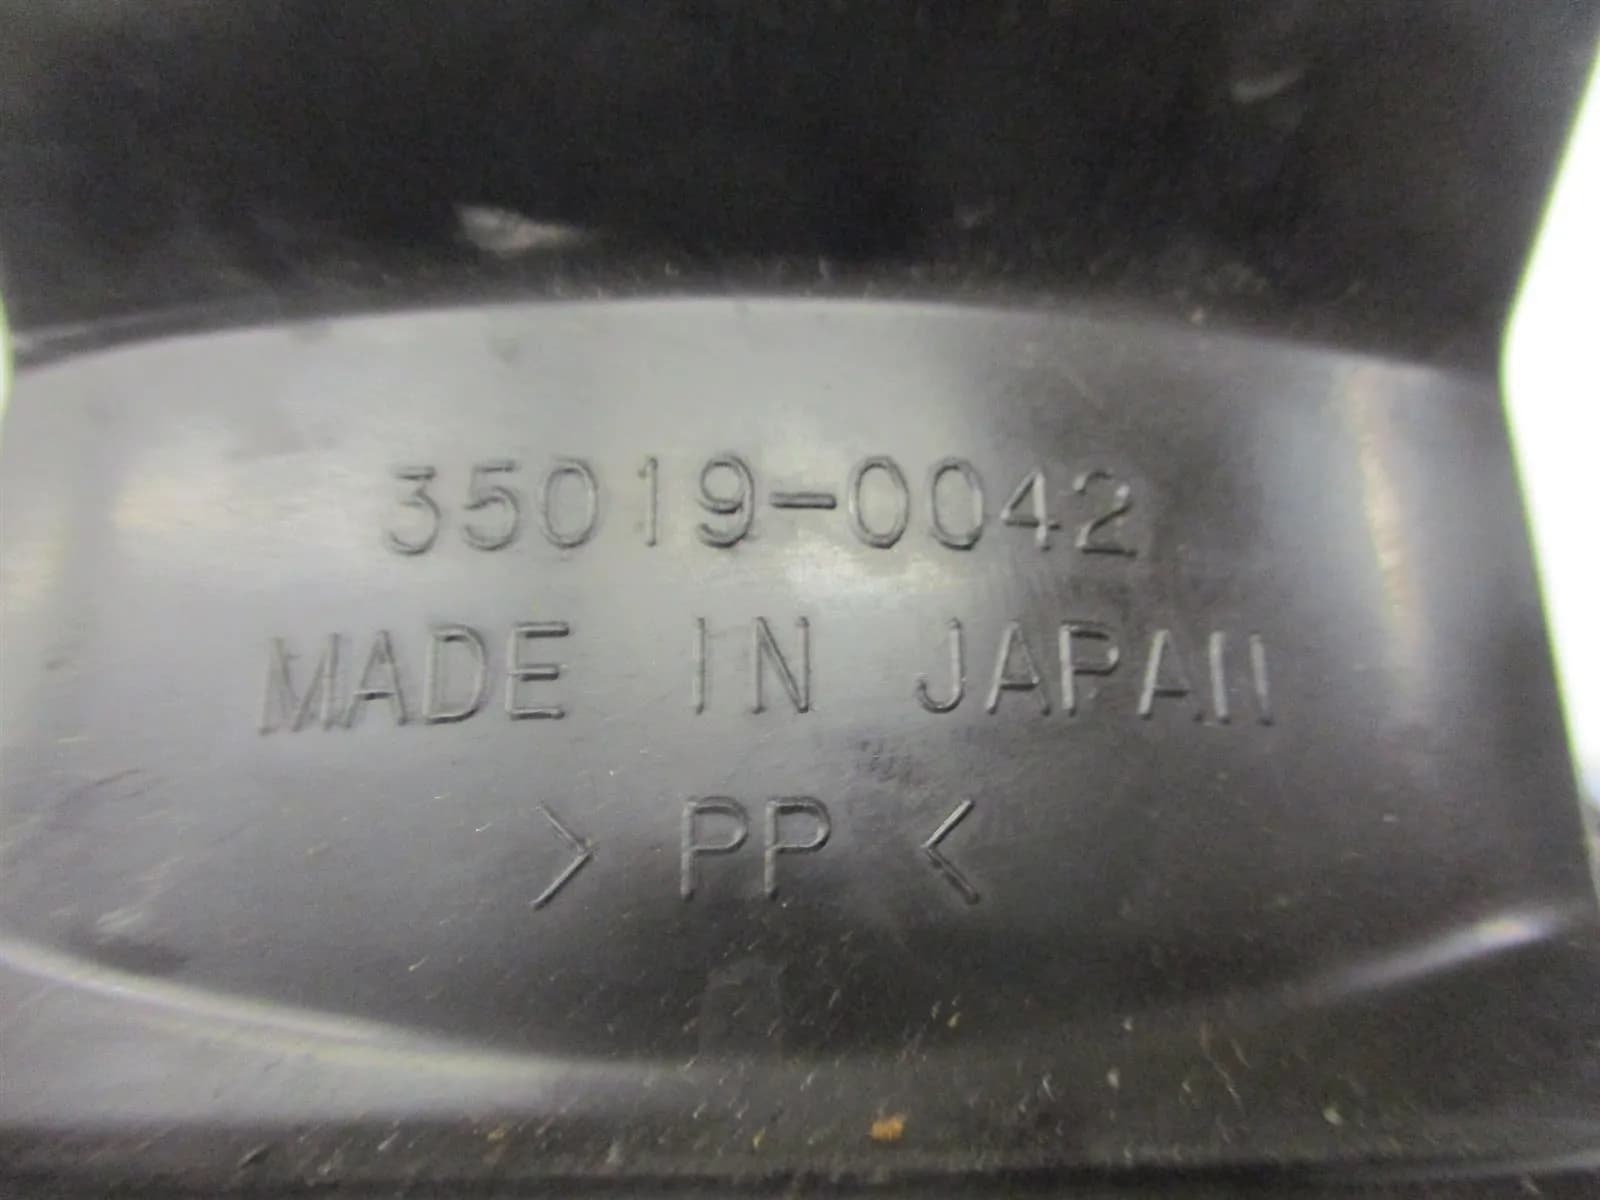 35019-0042
MADE IN JAPAN
> PP <